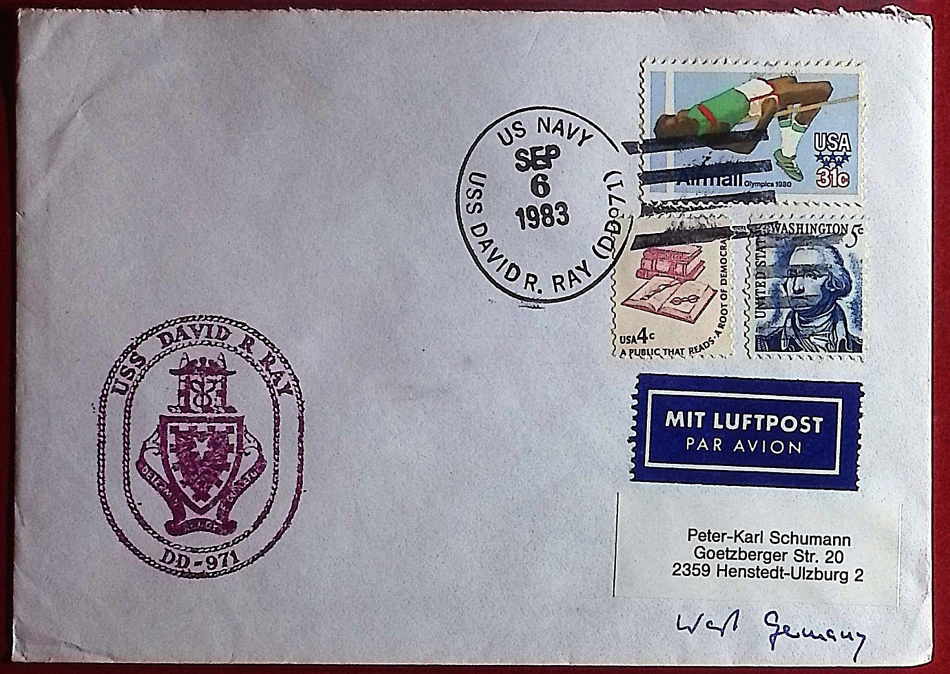 US NAVY
SEP
6
1983
USS DAVID R. RAY (DD971)
USA
31c
Airmail Olympics 1980
USA 4c
A PUBLIC THAT READS. A ROOT OF DEMOCRA
WASHINGTON 5c
UNITED STAT
MIT LUFTPOST
PAR AVION
Peter-Karl Schumann
Goetzberger Str. 20
2359 Henstedt-Ulzburg 2
West Germany
USS DAVID R RAY
DD-971